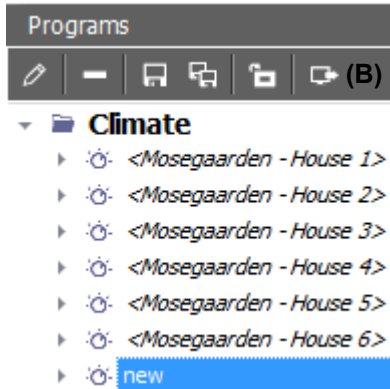 Programs
(B)
Climate
<Mosegaarden - House 1>
<Mosegaarden - House 2>
<Mosegaarden - House 3>
<Mosegaarden - House 4>
<Mosegaarden - House 5>
<Mosegaarden - House 6>
new